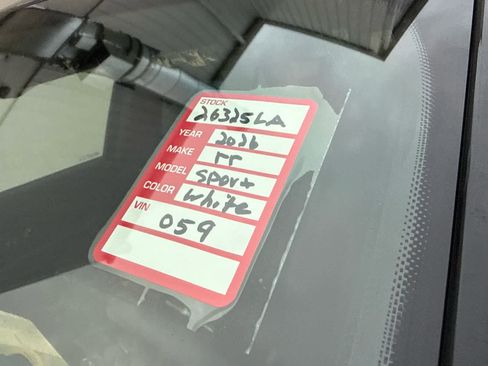 STOCK
26325LA
YEAR 2026
MAKE rr
MODEL sport
COLOR white
VIN
059